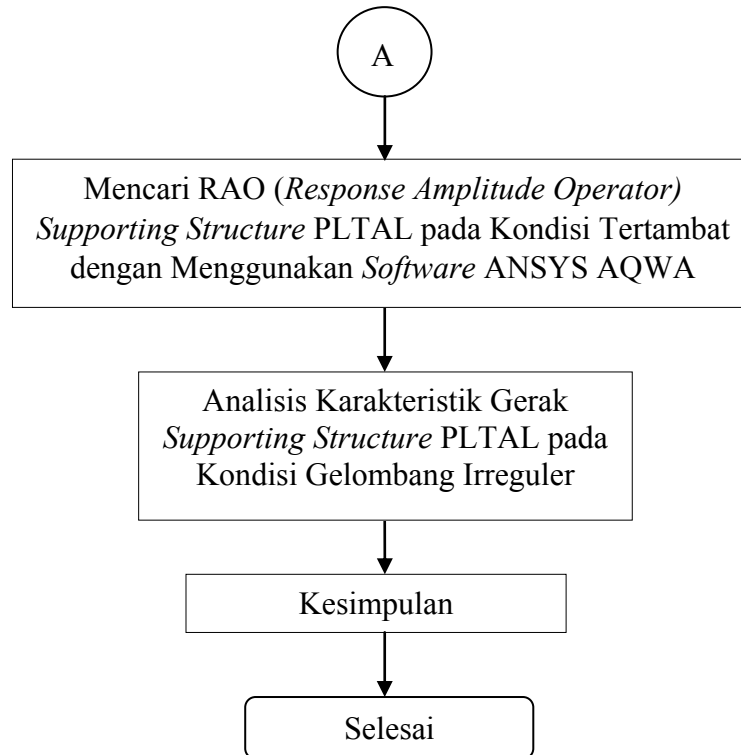 A
Mencari RAO (Response Amplitude Operator)
Supporting Structure PLTAL pada Kondisi Tertambat
dengan Menggunakan Software ANSYS AQWA
Analisis Karakteristik Gerak
Supporting Structure PLTAL pada
Kondisi Gelombang Irreguler
Kesimpulan
Selesai